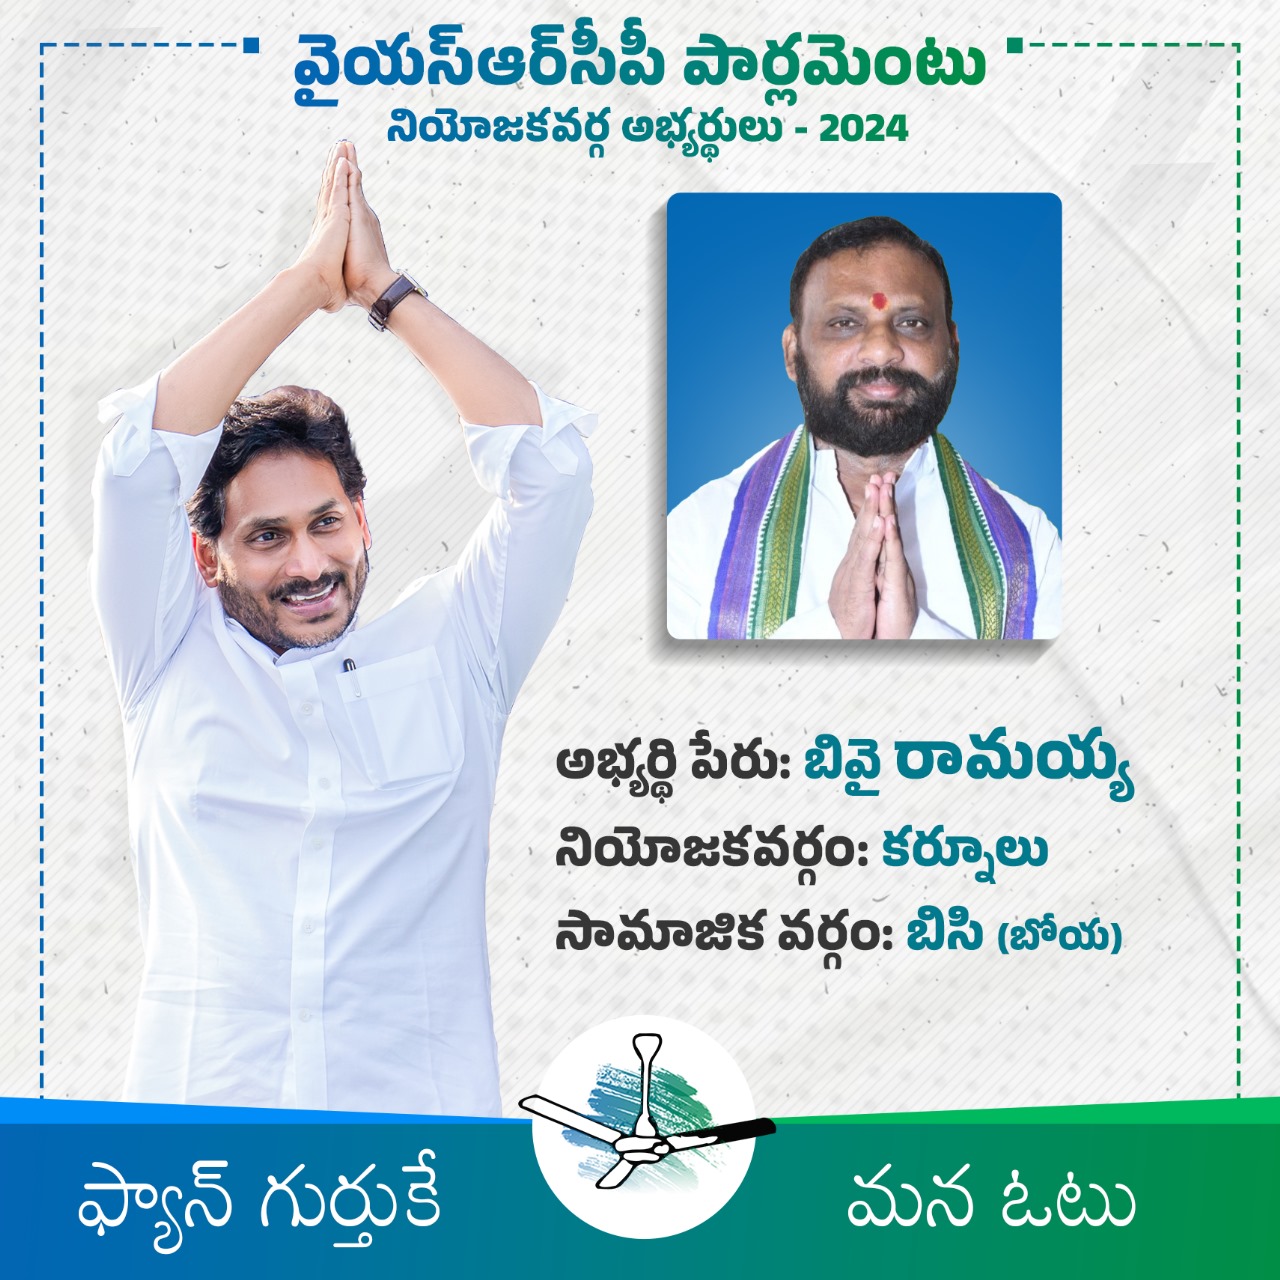 వైయస్ఆర్‌సీపీ పార్లమెంటు
నియోజకవర్గ అభ్యర్థులు - 2024
అభ్యర్థి పేరు: బివై రామయ్య
నియోజకవర్గం: కర్నూలు
సామాజిక వర్గం: బిసి (బోయ)
ఫ్యాన్ గుర్తుకే మన ఓటు